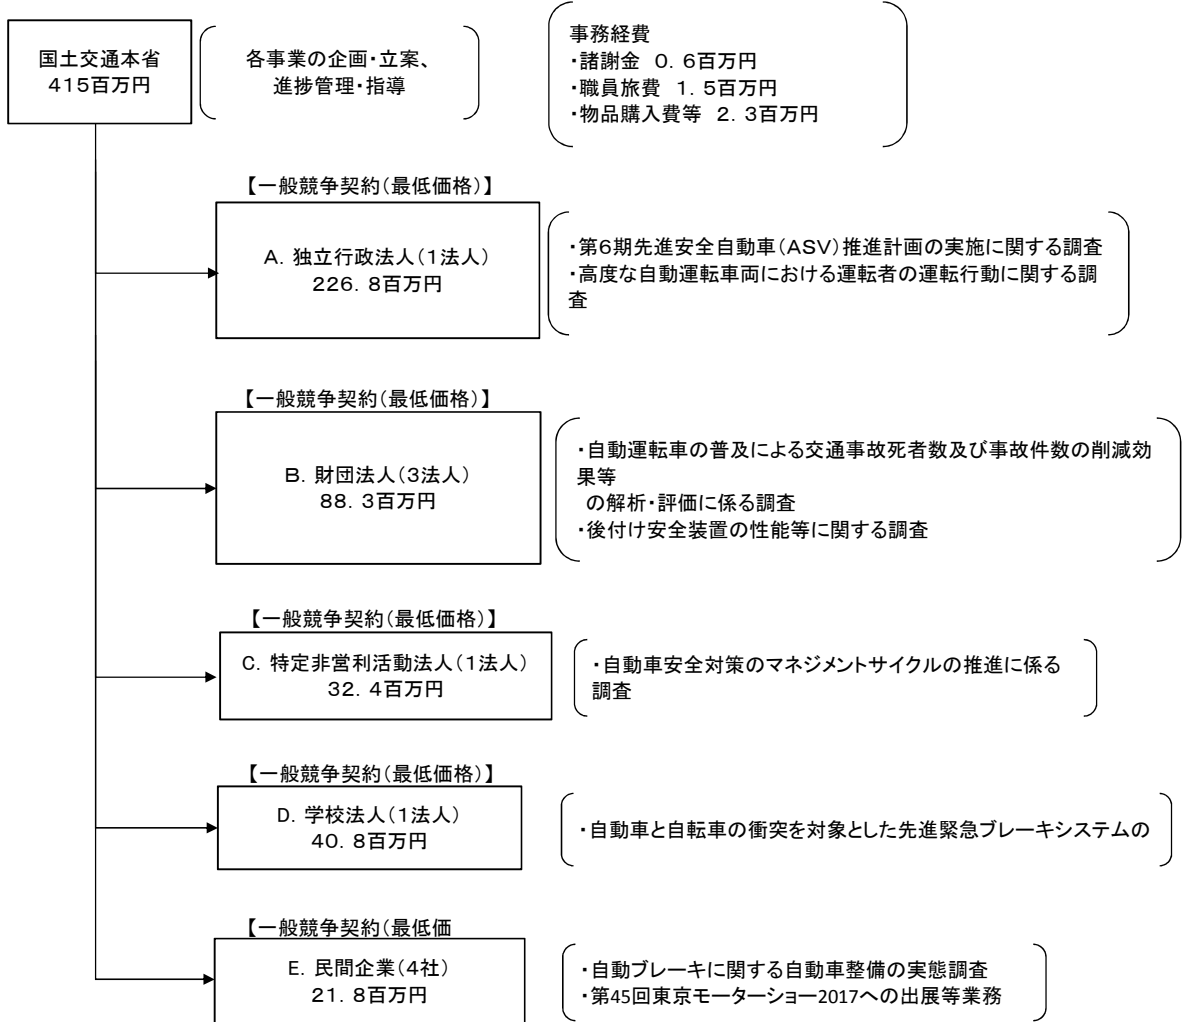 国土交通本省
415百万円
各事業の企画・立案、
進捗管理・指導
事務経費
・諸謝金 0.6百万円
・職員旅費 1.5百万円
・物品購入費等 2.3百万円
【一般競争契約(最低価格)】
A. 独立行政法人(1法人)
226.8百万円
・第6期先進安全自動車(ASV)推進計画の実施に関する調査
・高度な自動運転車両における運転者の運転行動に関する調
査
【一般競争契約(最低価格)】
B. 財団法人(3法人)
88.3百万円
・自動運転車の普及による交通事故死者数及び事故件数の削減効
果等
の解析・評価に係る調査
・後付け安全装置の性能等に関する調査
【一般競争契約(最低価格)】
C. 特定非営利活動法人(1法人)
32.4百万円
・自動車安全対策のマネジメントサイクルの推進に係る
調査
【一般競争契約(最低価格)】
D. 学校法人(1法人)
40.8百万円
・自動車と自転車の衝突を対象とした先進緊急ブレーキシステムの
【一般競争契約(最低価
E. 民間企業(4社)
21.8百万円
・自動ブレーキに関する自動車整備の実態調査
・第45回東京モーターショー2017への出展等業務